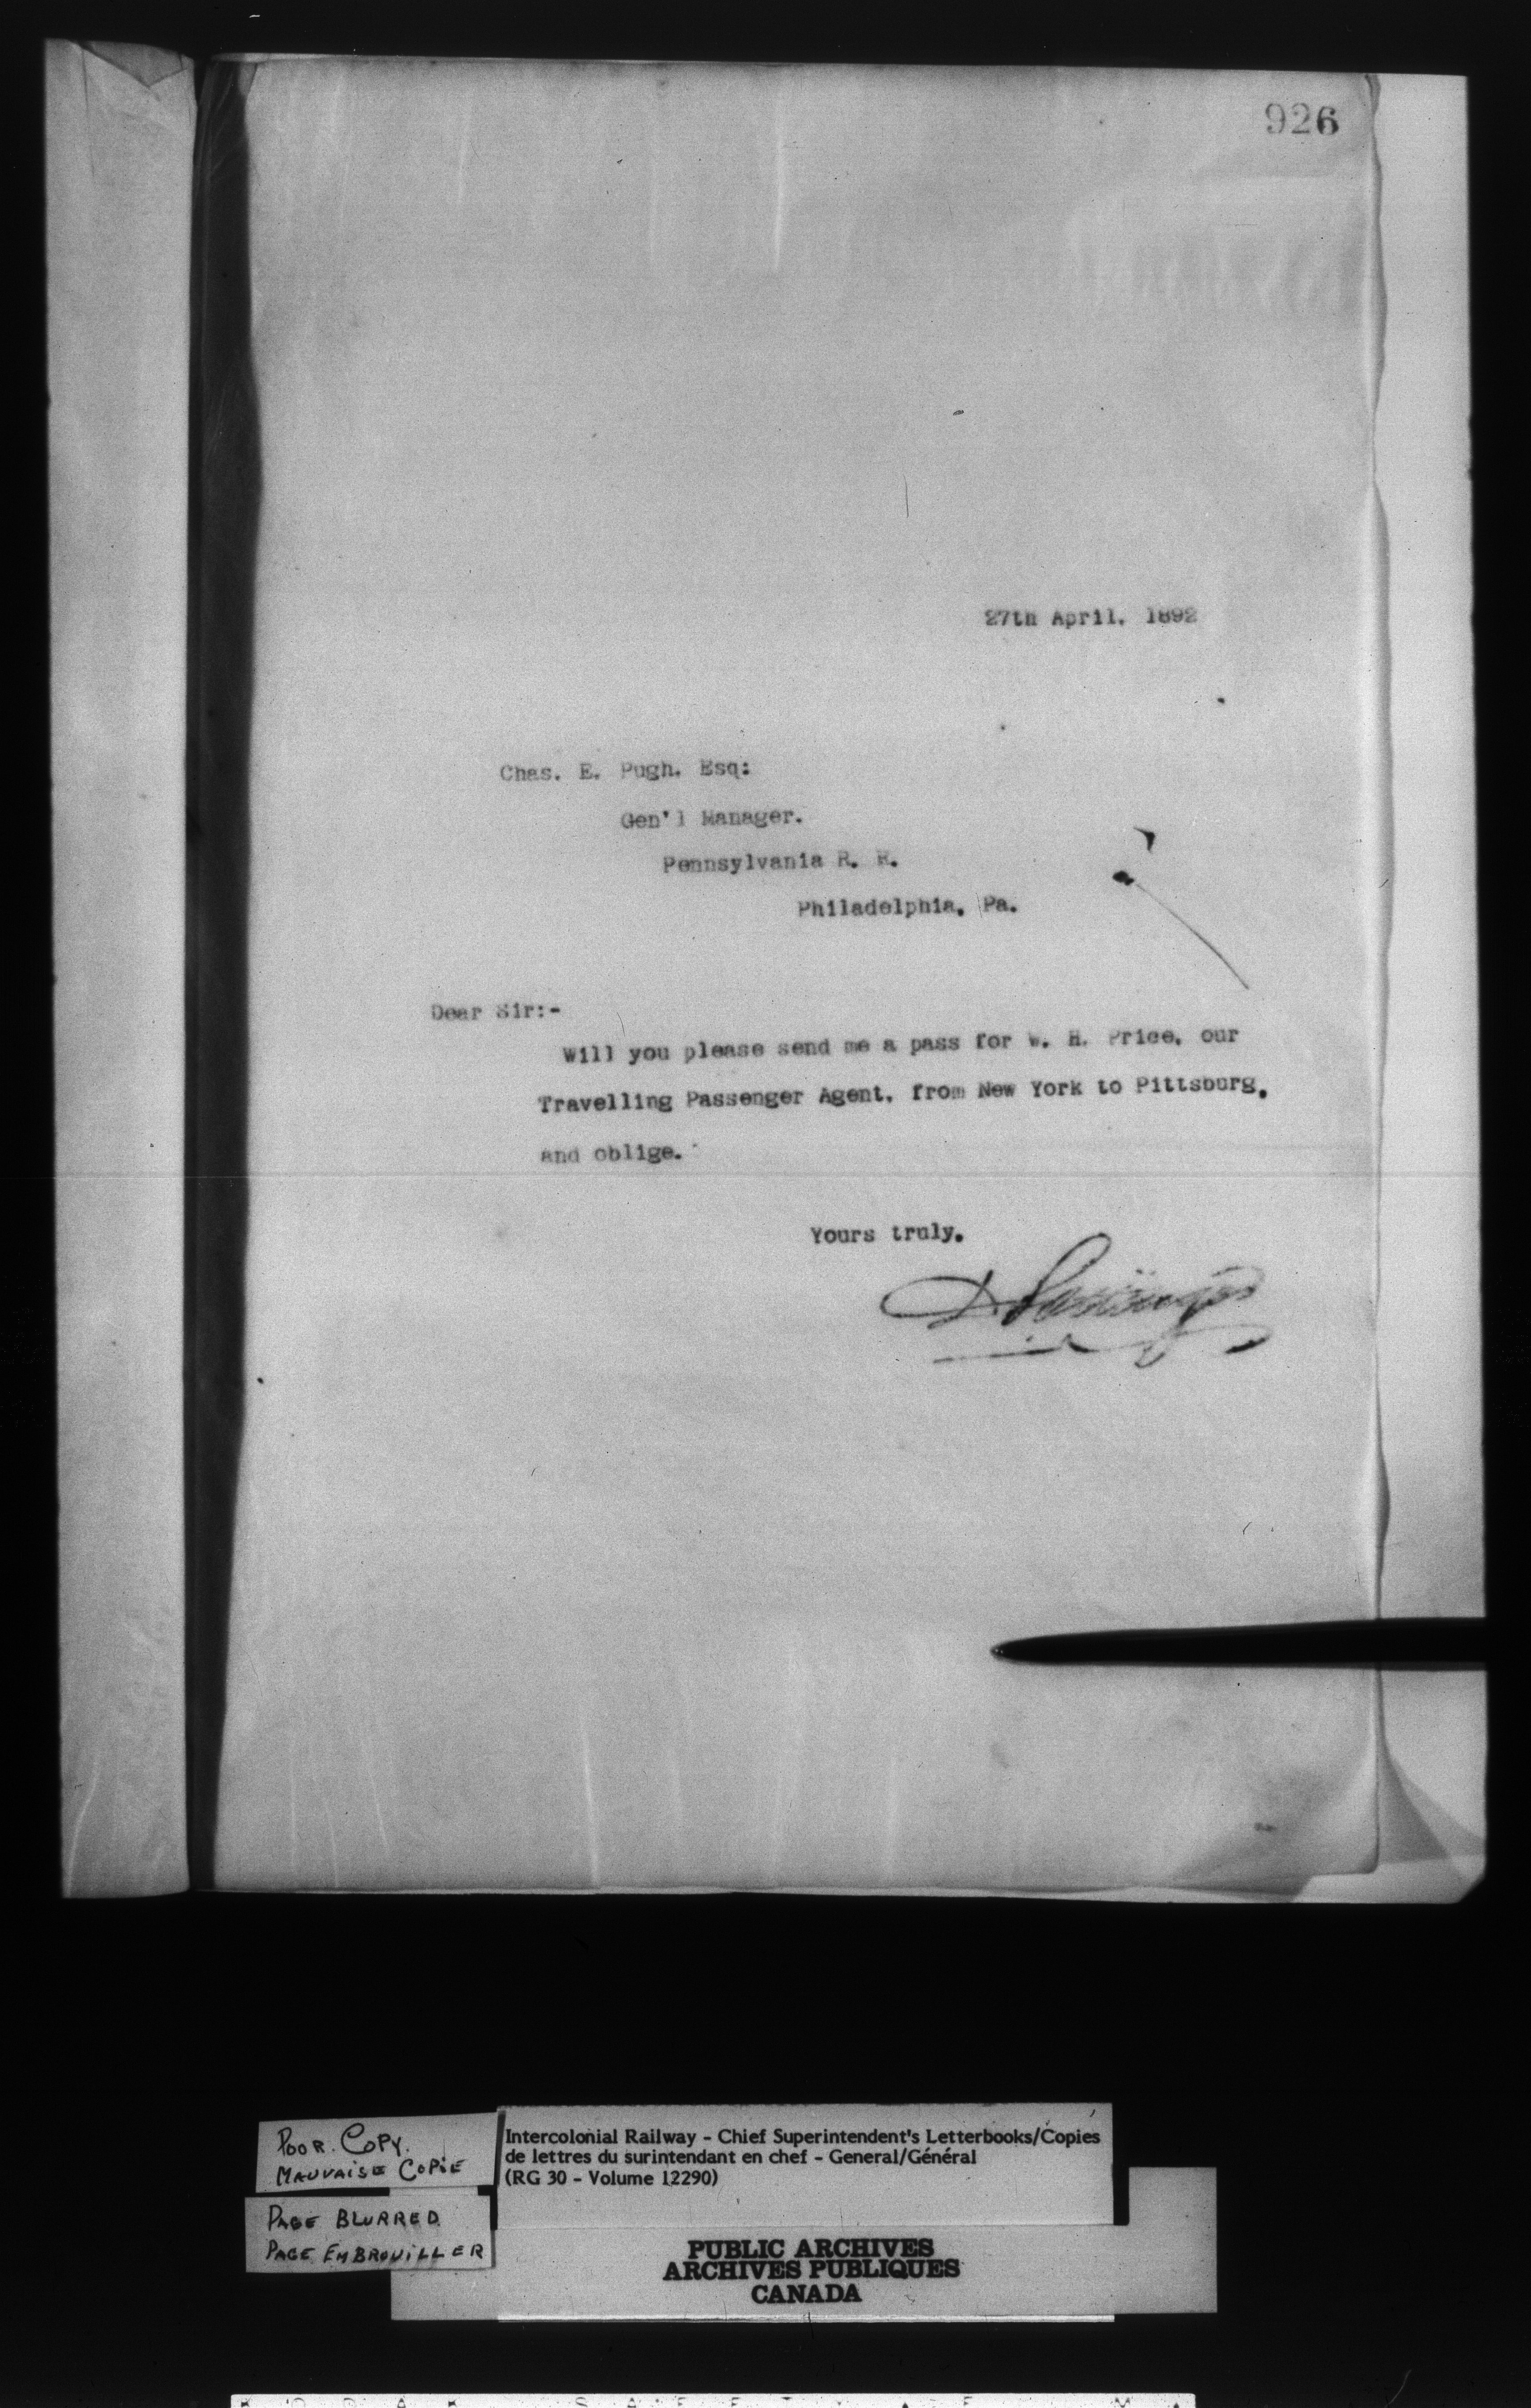 926
27th April. 1892
Chas. E. Pugh. Esq:
Gen'l Manager.
Pennsylvania R. R.
Philadelphia. Pa.
Dear Sir:-
Will you please send me a pass for W. H. Price. our
Travelling Passenger Agent. from New York to Pittsburg.
and oblige.
Yours truly.
D.
POOR. COPY.
MAUVAISE COPIE
PAGE BLURRED
PAGE EMBROUILLER
Intercolonial Railway - Chief Superintendent's Letterbooks/Copies
de lettres du surintendant en chef - General/Général
(RG 30 - Volume 12290)
PUBLIC ARCHIVES
ARCHIVES PUBLIQUES
CANADA